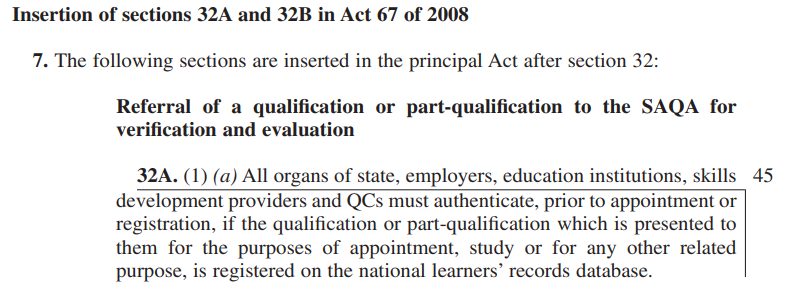 Insertion of sections 32A and 32B in Act 67 of 2008
7. The following sections are inserted in the principal Act after section 32:
Referral of a qualification or part-qualification to the SAQA for
verification and evaluation
32A. (1) (a) All organs of state, employers, education institutions, skills 45
development providers and QCs must authenticate, prior to appointment or
registration, if the qualification or part-qualification which is presented to
them for the purposes of appointment, study or for any other related
purpose, is registered on the national learners’ records database.